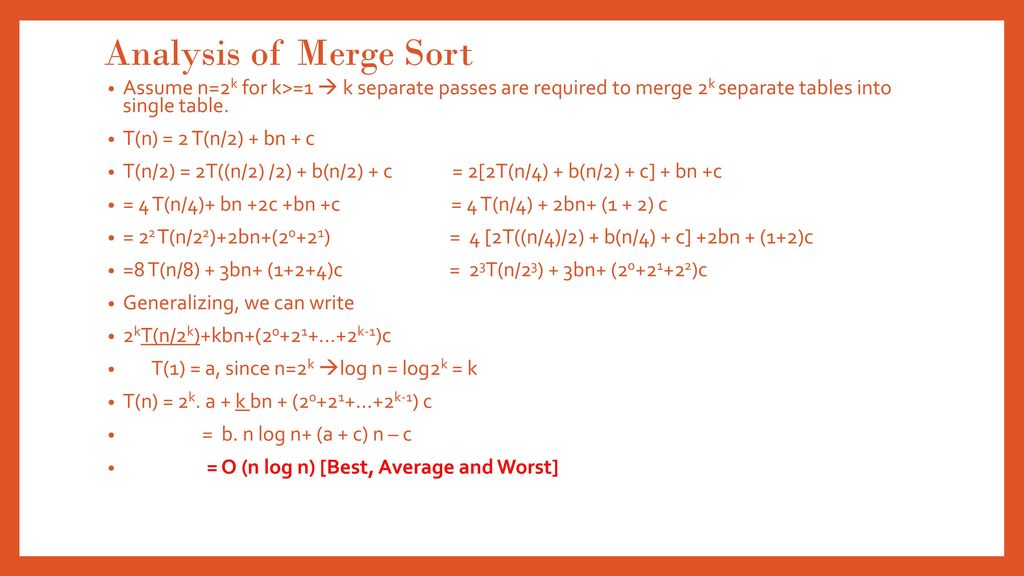 Analysis of Merge Sort
• Assume n=2ᵏ for k>=1 → k separate passes are required to merge 2ᵏ separate tables into
single table.
• T(n) = 2 T(n/2) + bn + c
• T(n/2) = 2T((n/2) /2) + b(n/2) + c = 2[2T(n/4) + b(n/2) + c] + bn +c
• = 4 T(n/4)+ bn +2c +bn +c = 4 T(n/4) + 2bn+ (1 + 2) c
• = 2² T(n/2²)+2bn+(2⁰+2¹) = 4 [2T((n/4)/2) + b(n/4) + c] +2bn + (1+2)c
• =8 T(n/8) + 3bn+ (1+2+4)c = 2³T(n/2³) + 3bn+ (2⁰+2¹+2²)c
• Generalizing, we can write
• 2ᵏT(n/2ᵏ)+kbn+(2⁰+2¹+...+2ᵏ⁻¹)c
• T(1) = a, since n=2ᵏ →log n = log2ᵏ = k
• T(n) = 2ᵏ. a + k bn + (2⁰+2¹+...+2ᵏ⁻¹) c
• = b. n log n+ (a + c) n – c
• = O (n log n) [Best, Average and Worst]